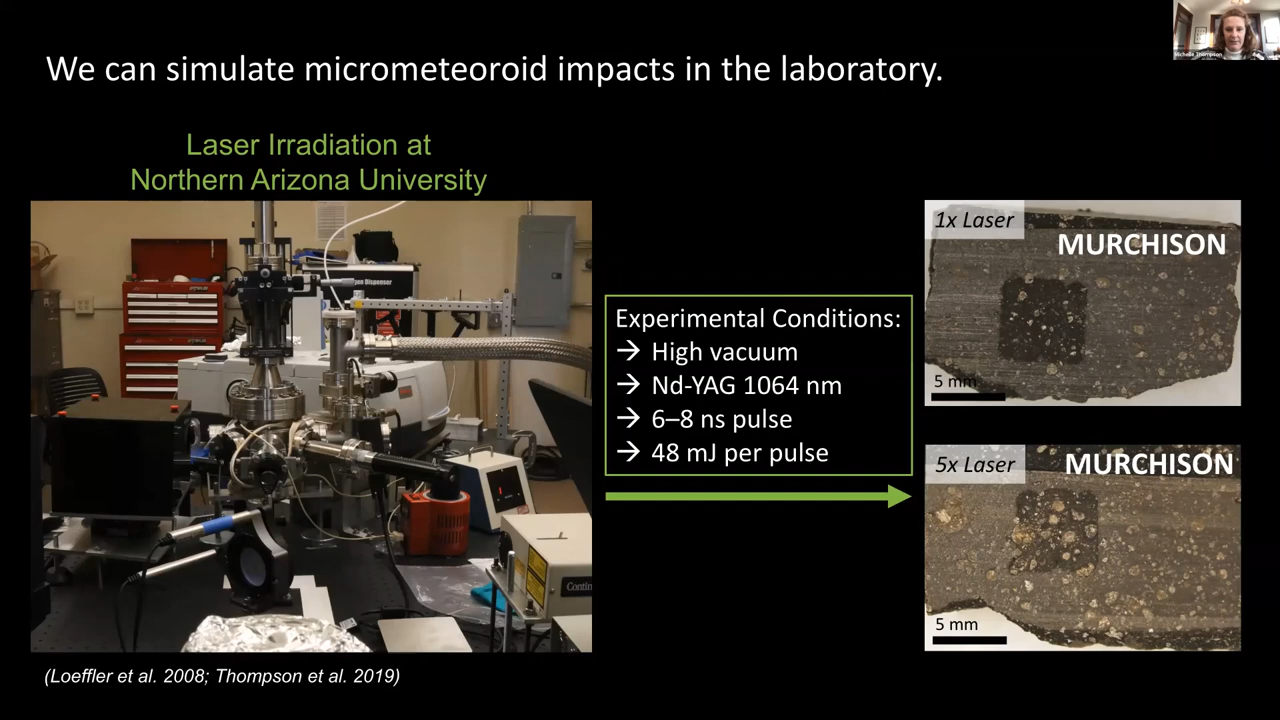 Michelle Thompson
We can simulate micrometeoroid impacts in the laboratory.
Laser Irradiation at
Northern Arizona University
Experimental Conditions:
→ High vacuum
→ Nd-YAG 1064 nm
→ 6–8 ns pulse
→ 48 mJ per pulse
1x Laser
MURCHISON
5 mm
5x Laser
MURCHISON
5 mm
(Loeffler et al. 2008; Thompson et al. 2019)